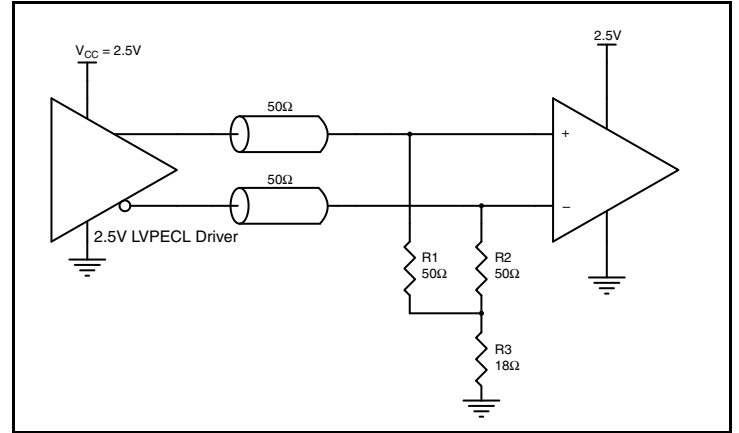 2.5V
V_CC = 2.5V
50Ω
+
50Ω
–
2.5V LVPECL Driver
R1
50Ω
R2
50Ω
R3
18Ω